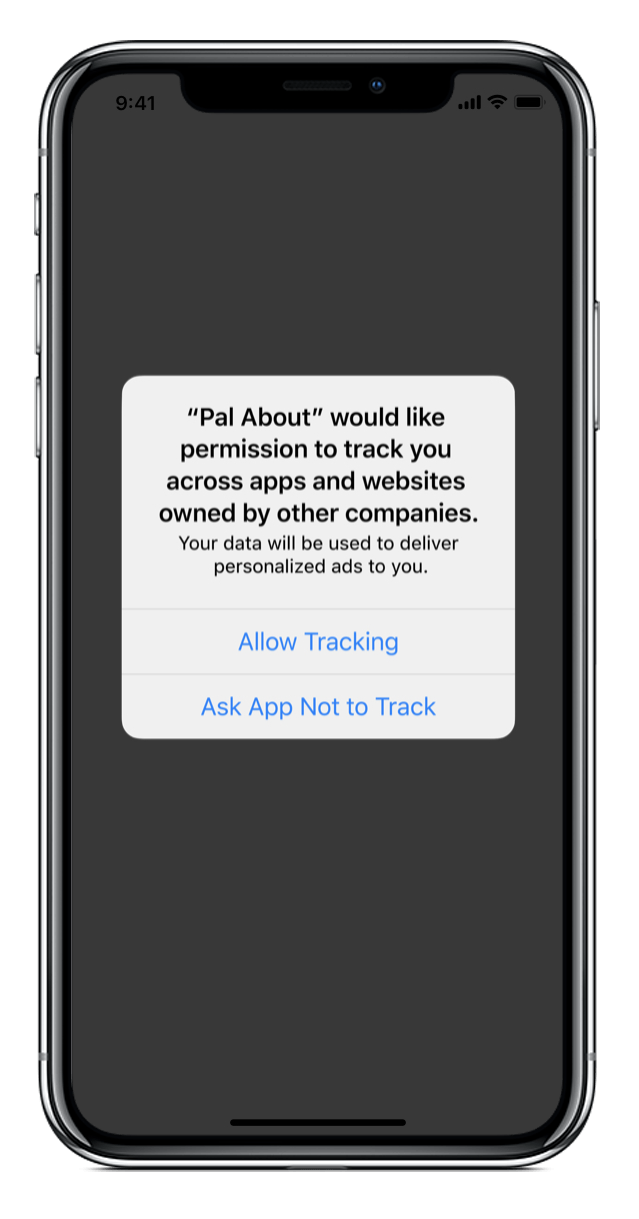 9:41
“Pal About” would like
permission to track you
across apps and websites
owned by other companies.
Your data will be used to deliver
personalized ads to you.
Allow Tracking
Ask App Not to Track